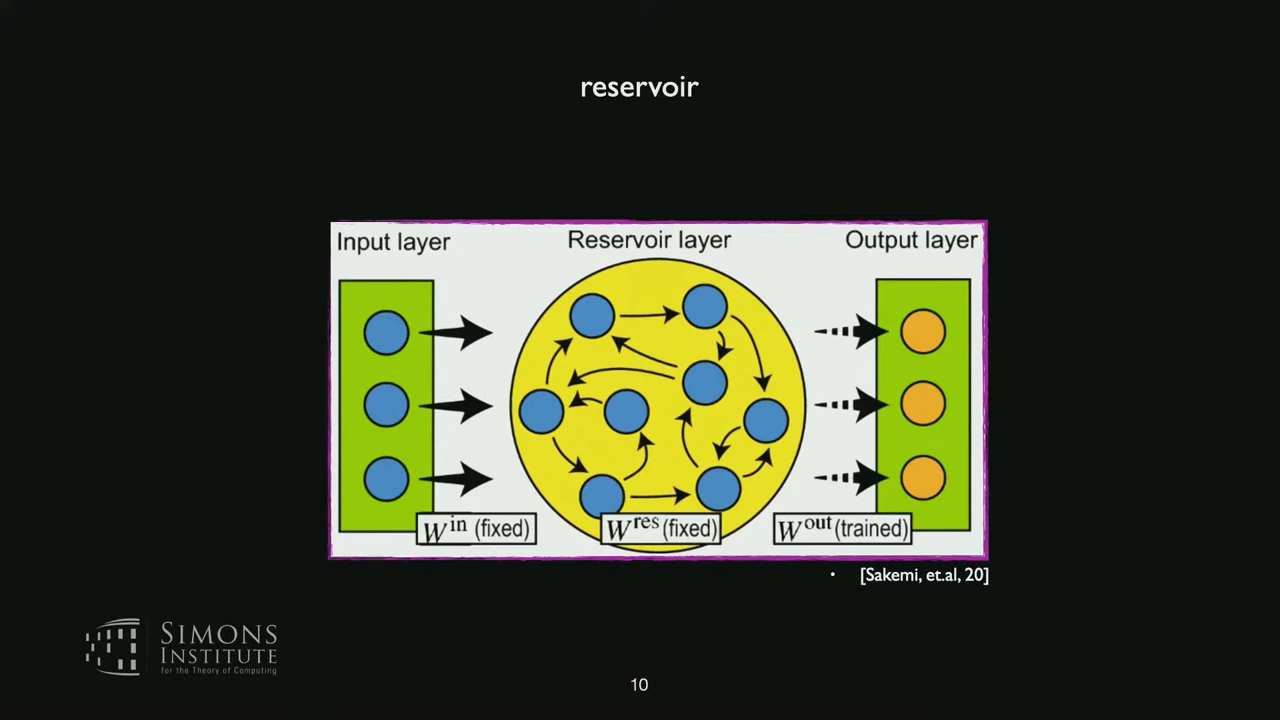 reservoir
Input layer
Reservoir layer
Output layer
W^in (fixed)
W^res (fixed)
W^out (trained)
• [Sakemi, et.al, 20]
SIMONS
INSTITUTE
for the Theory of Computing
10